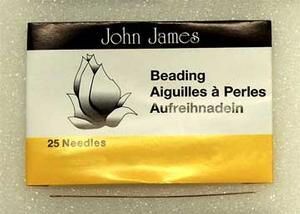 John James
Beading
Aiguilles à Perles
Aufreihnadeln
25 Needles